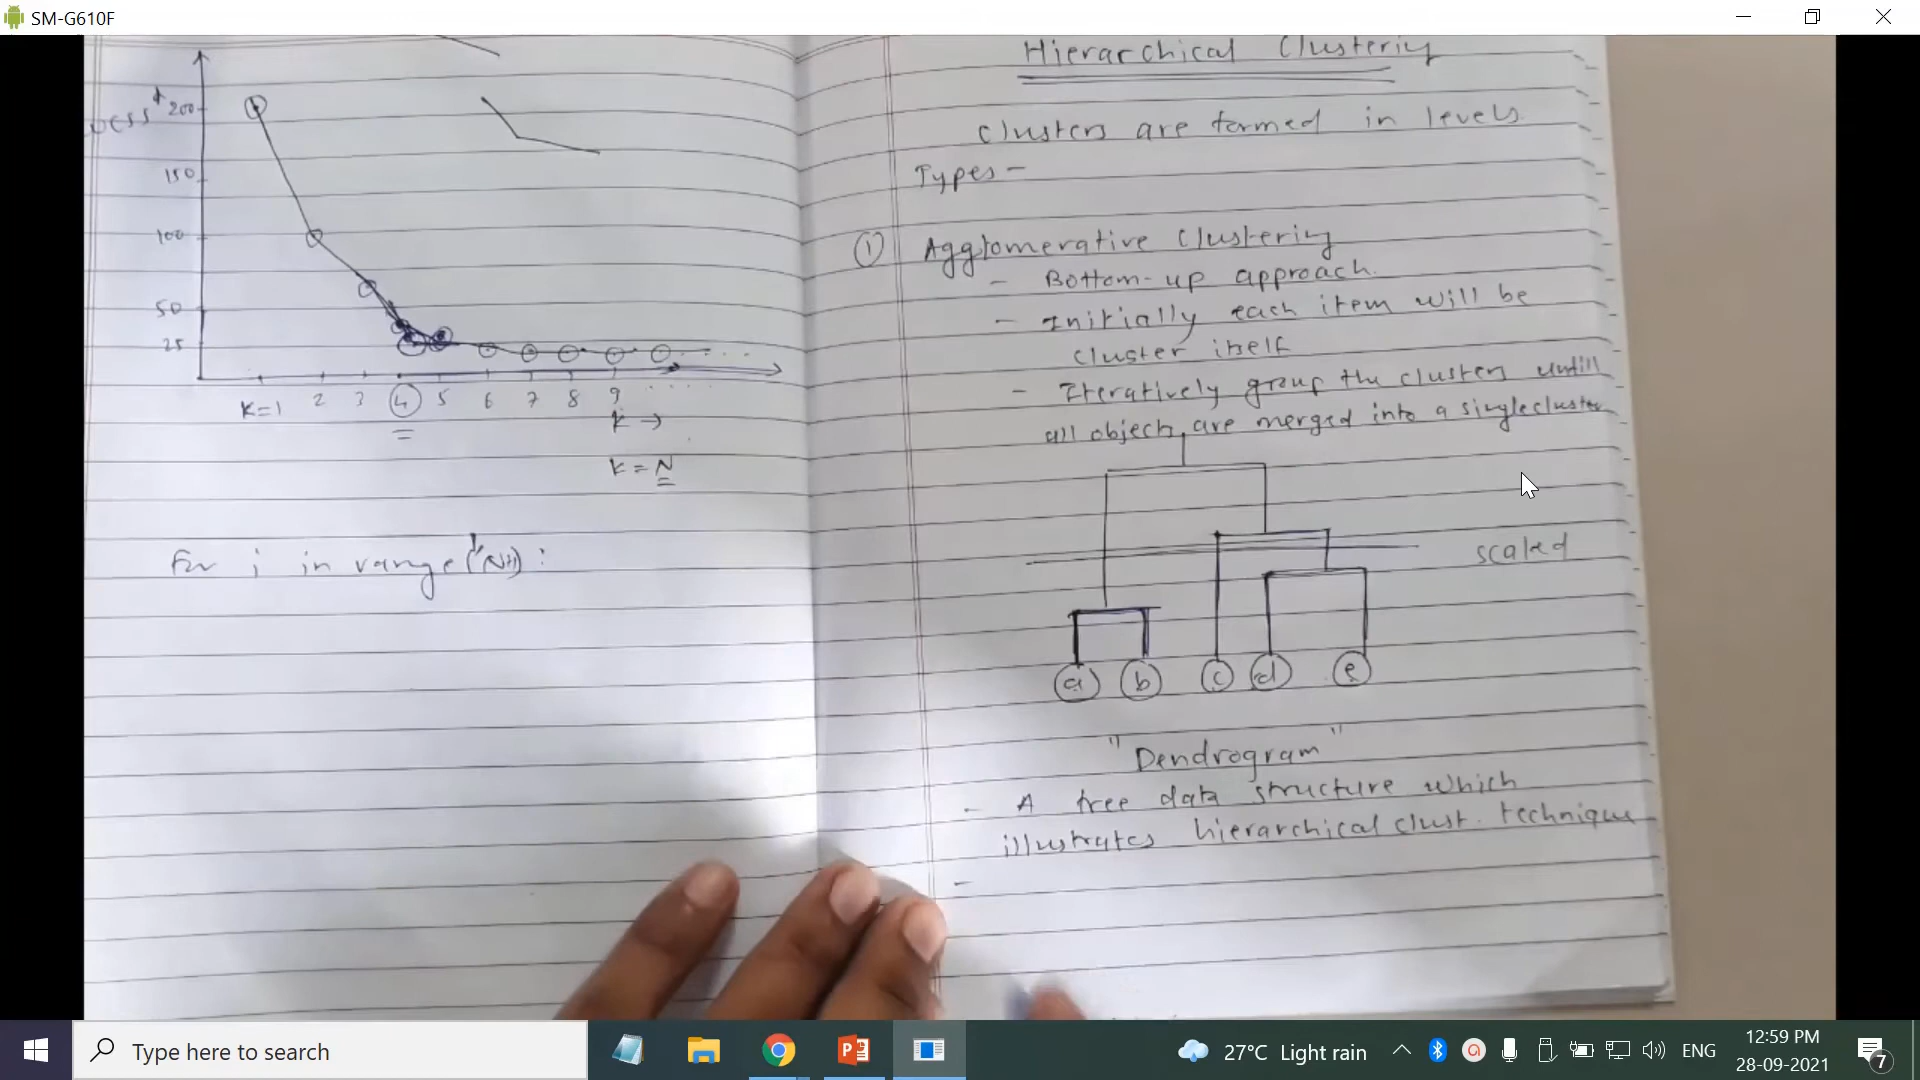 SM-G610F
200
150
100
50
25
K=1 2 3 4 5 6 7 8 9
k →
k = N
For i in range(1, N+1):
Hierarchical Clustering
Clusters are formed in levels
Types -
① Agglomerative Clustering
- Bottom-up approach.
- Initially each item will be
cluster itself
- Iteratively group the clusters untill
all objects are merged into a single cluster
scaled
a b c d e
"Dendrogram"
- A tree data structure which
illustrates hierarchical clust. technique
-
Type here to search
27°C Light rain
ENG
12:59 PM
28-09-2021
7